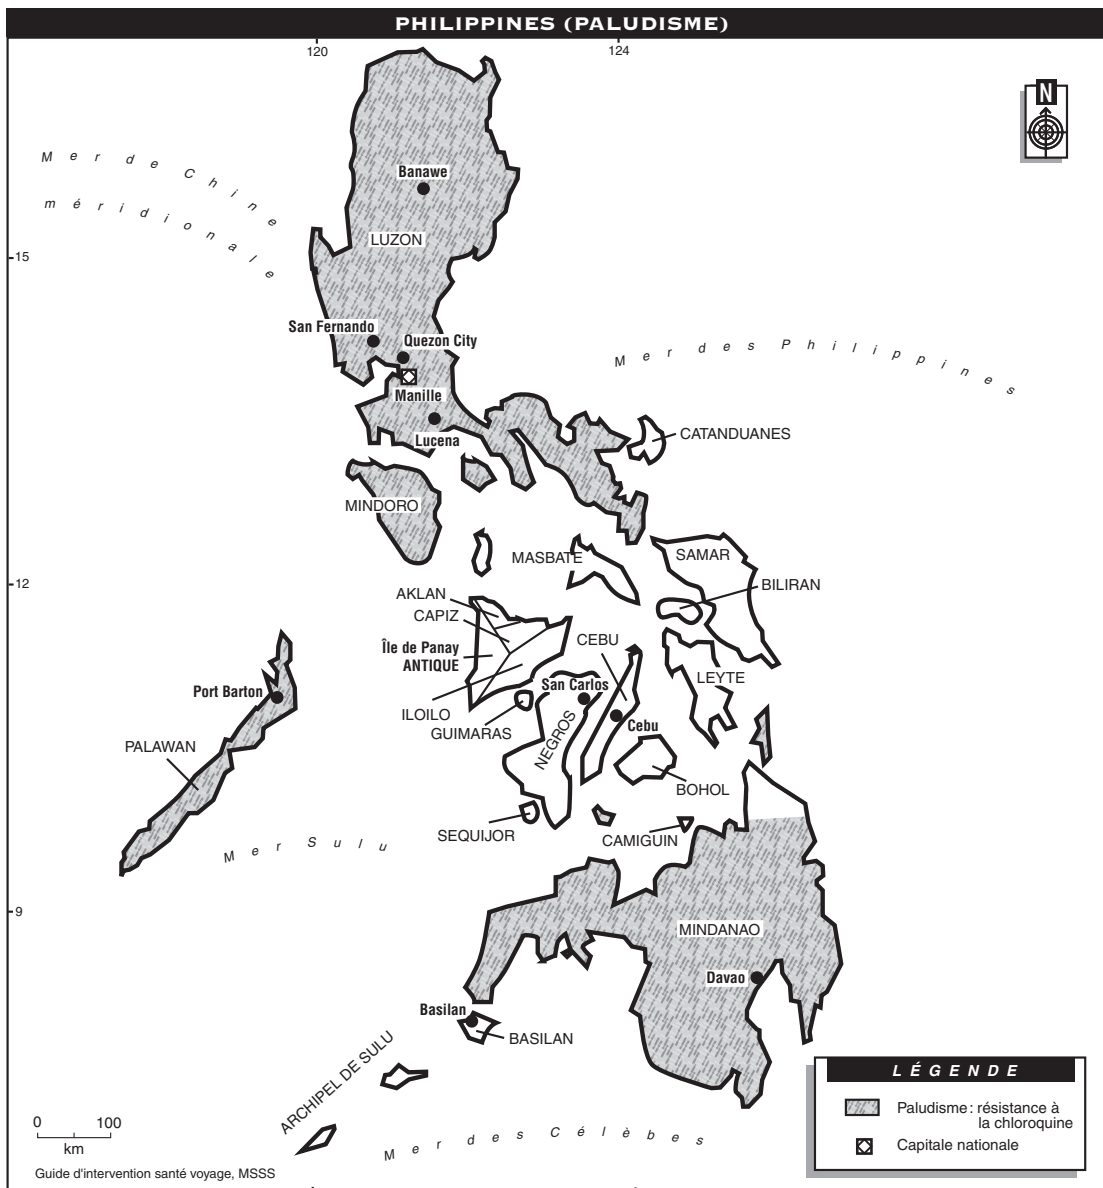 PHILIPPINES (PALUDISME)
120
124
N
Mer de Chine
méridionale
Banawe
LUZON
15
San Fernando
Quezon City
Mer des Philippines
Manille
Lucena
CATANDUANES
MINDORO
MASBATE
SAMAR
12
BILIRAN
AKLAN
CAPIZ
Île de Panay
ANTIQUE
CEBU
LEYTE
San Carlos
Port Barton
ILOILO
GUIMARAS
NEGROS
Cebu
PALAWAN
BOHOL
SEQUIJOR
CAMIGUIN
Mer Sulu
9
MINDANAO
Davao
Basilan
BASILAN
ARCHIPEL DE SULU
LÉGENDE
Paludisme : résistance à
la chloroquine
Capitale nationale
0 100
km
Mer des Célèbes
Guide d'intervention santé voyage, MSSS